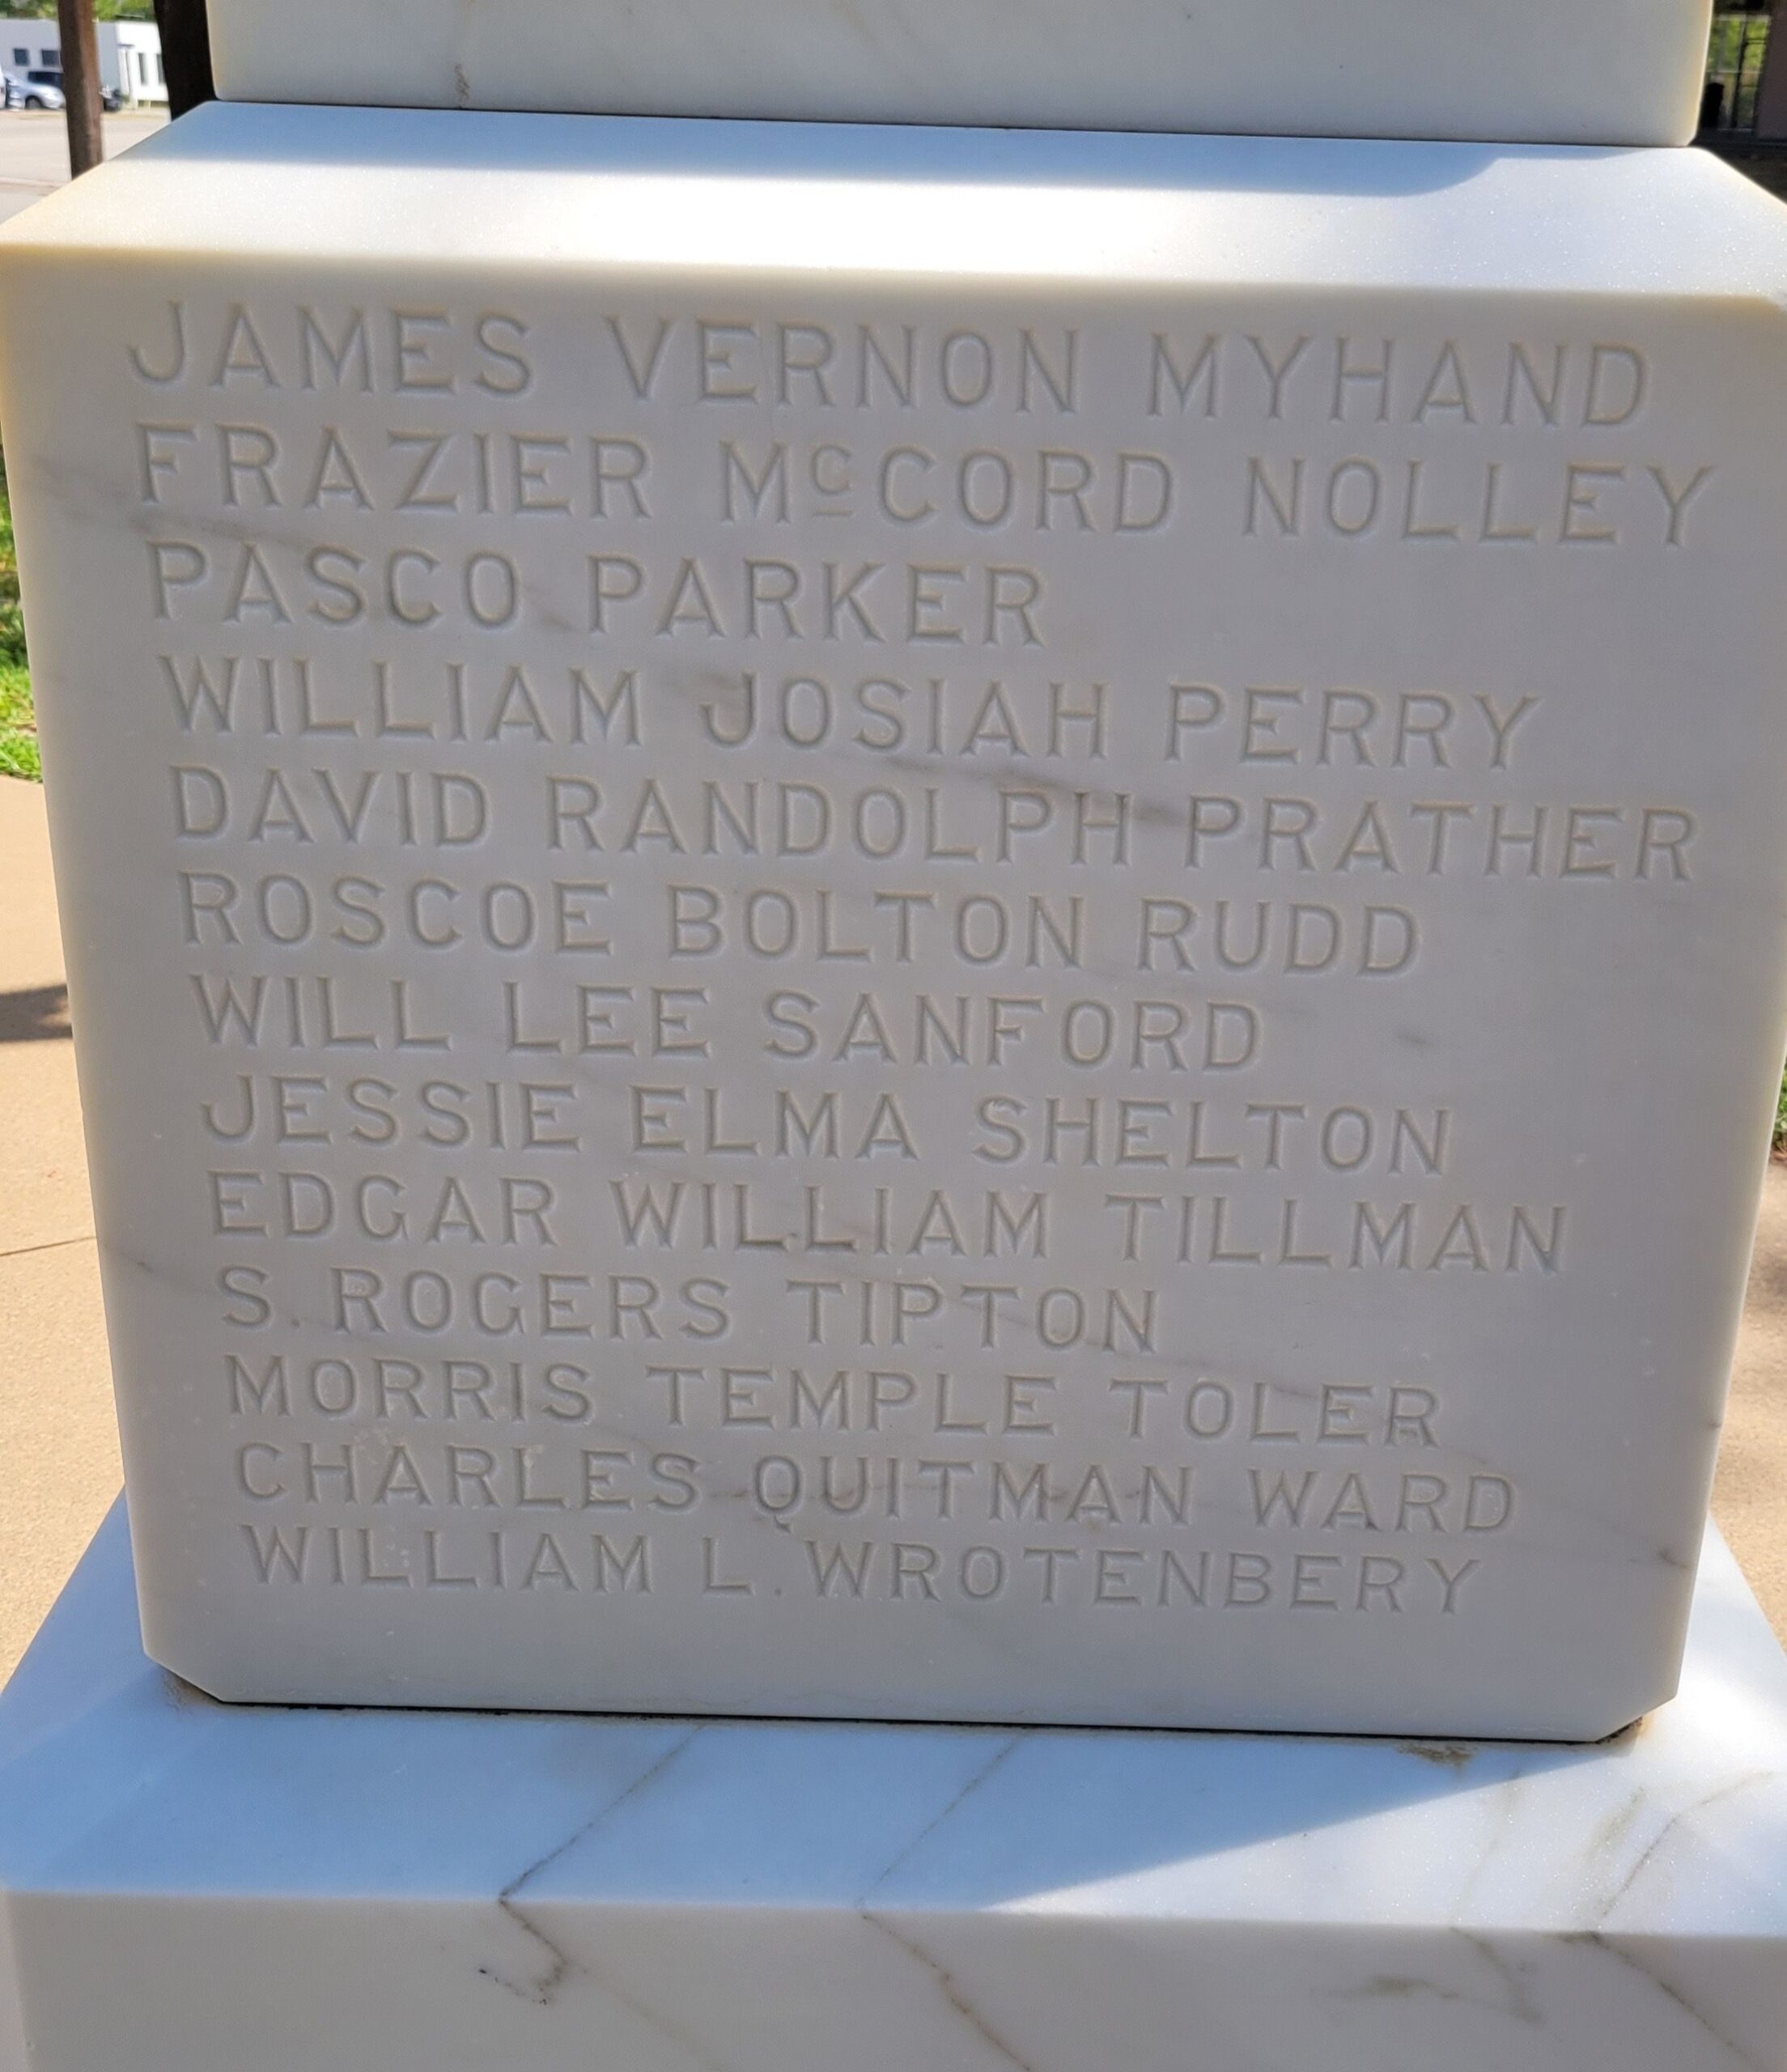 JAMES VERNON MYHAND
FRAZIER McCORD NOLLEY
PASCO PARKER
WILLIAM JOSIAH PERRY
DAVID RANDOLPH PRATHER
ROSCOE BOLTON RUDD
WILL LEE SANFORD
JESSIE ELMA SHELTON
EDGAR WILLIAM TILLMAN
S. ROGERS TIPTON
MORRIS TEMPLE TOLER
CHARLES QUITMAN WARD
WILLIAM L. WROTENBERY